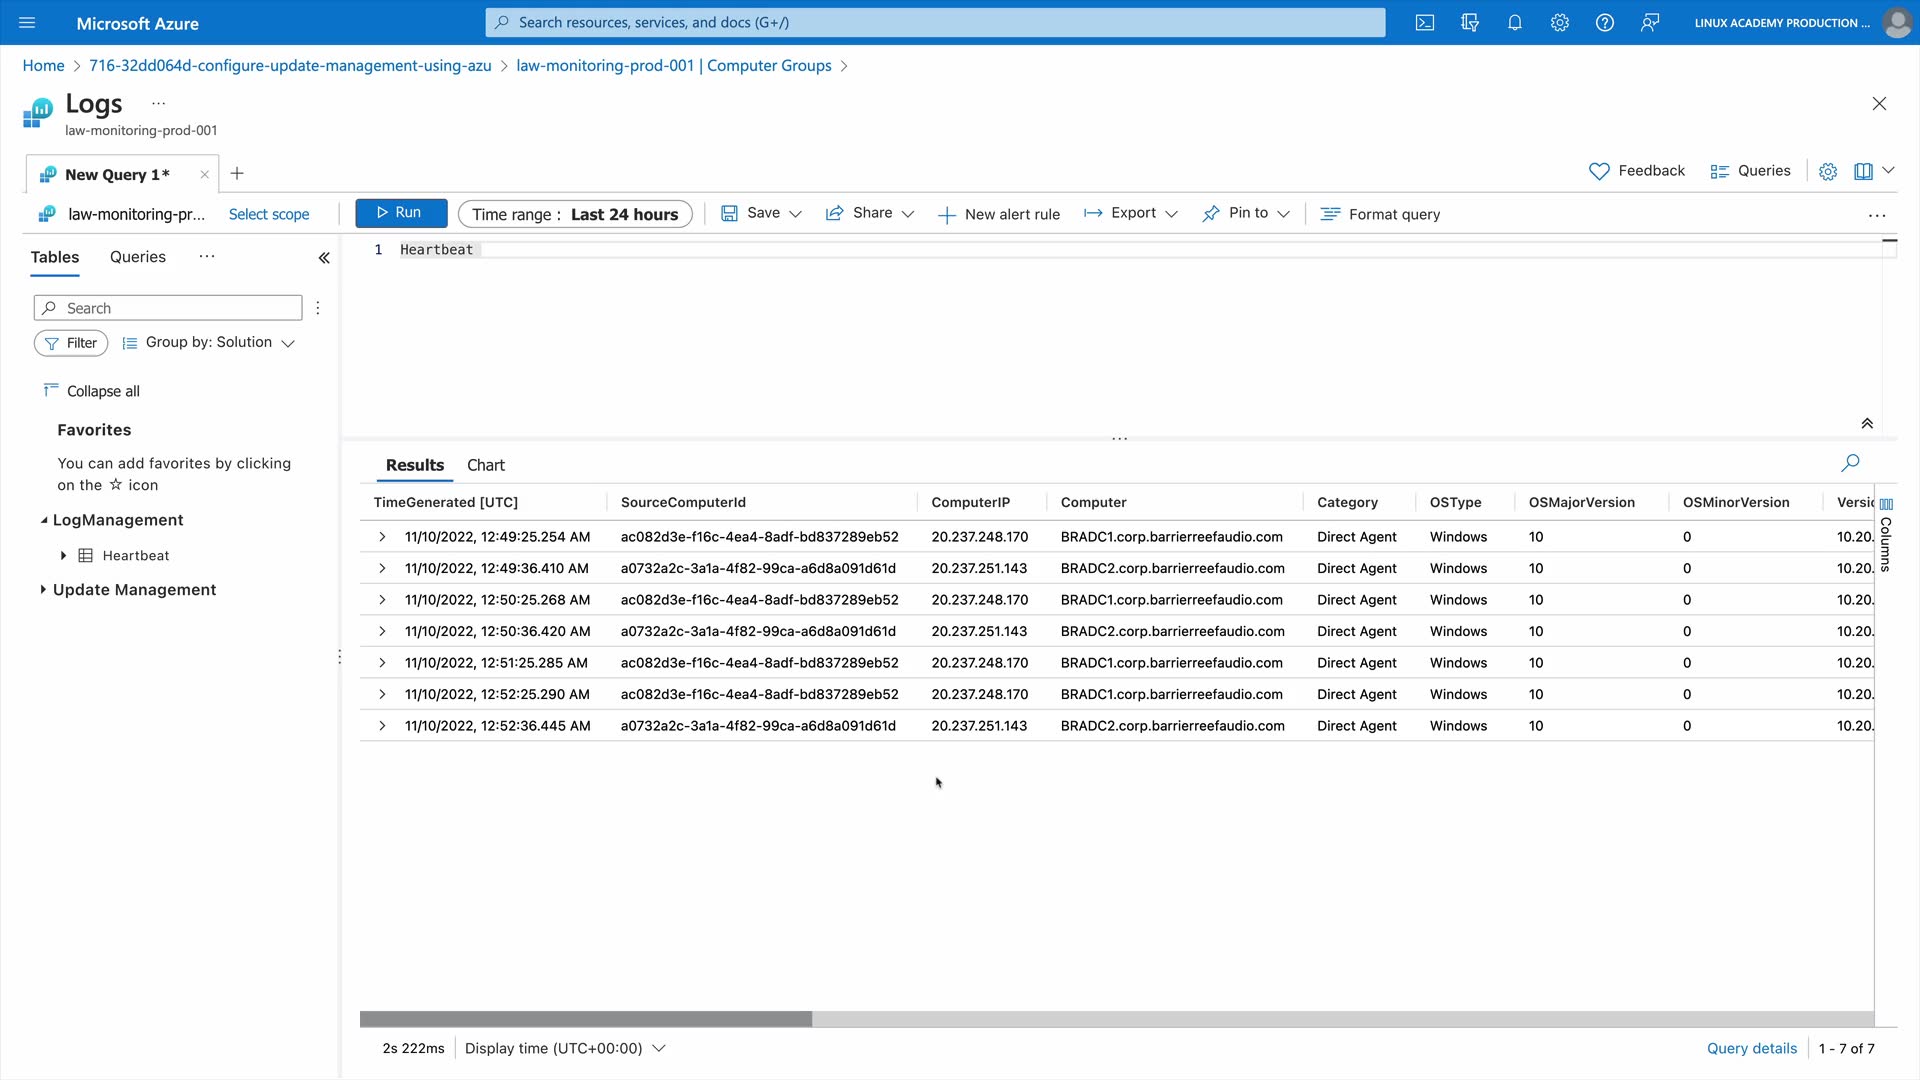 Microsoft Azure
Search resources, services, and docs (G+/)
LINUX ACADEMY PRODUCTION ...
Home > 716-32dd064d-configure-update-management-using-azu > law-monitoring-prod-001 | Computer Groups >
Logs ...
law-monitoring-prod-001
New Query 1*
Feedback
Queries
law-monitoring-pr...
Select scope
Run
Time range : Last 24 hours
Save
Share
New alert rule
Export
Pin to
Format query
Tables
Queries
...
1 Heartbeat
Search
Filter
Group by: Solution
Collapse all
Favorites
You can add favorites by clicking
on the ☆ icon
LogManagement
Heartbeat
Update Management
Results
Chart
TimeGenerated [UTC] SourceComputerId ComputerIP Computer Category OSType OSMajorVersion OSMinorVersion Versi
11/10/2022, 12:49:25.254 AM ac082d3e-f16c-4ea4-8adf-bd837289eb52 20.237.248.170 BRADC1.corp.barrierreefaudio.com Direct Agent Windows 10 0 10.20.
11/10/2022, 12:49:36.410 AM a0732a2c-3a1a-4f82-99ca-a6d8a091d61d 20.237.251.143 BRADC2.corp.barrierreefaudio.com Direct Agent Windows 10 0 10.20.
11/10/2022, 12:50:25.268 AM ac082d3e-f16c-4ea4-8adf-bd837289eb52 20.237.248.170 BRADC1.corp.barrierreefaudio.com Direct Agent Windows 10 0 10.20.
11/10/2022, 12:50:36.420 AM a0732a2c-3a1a-4f82-99ca-a6d8a091d61d 20.237.251.143 BRADC2.corp.barrierreefaudio.com Direct Agent Windows 10 0 10.20.
11/10/2022, 12:51:25.285 AM ac082d3e-f16c-4ea4-8adf-bd837289eb52 20.237.248.170 BRADC1.corp.barrierreefaudio.com Direct Agent Windows 10 0 10.20.
11/10/2022, 12:52:25.290 AM ac082d3e-f16c-4ea4-8adf-bd837289eb52 20.237.248.170 BRADC1.corp.barrierreefaudio.com Direct Agent Windows 10 0 10.20.
11/10/2022, 12:52:36.445 AM a0732a2c-3a1a-4f82-99ca-a6d8a091d61d 20.237.251.143 BRADC2.corp.barrierreefaudio.com Direct Agent Windows 10 0 10.20.
Columns
2s 222ms
Display time (UTC+00:00)
Query details
1 - 7 of 7